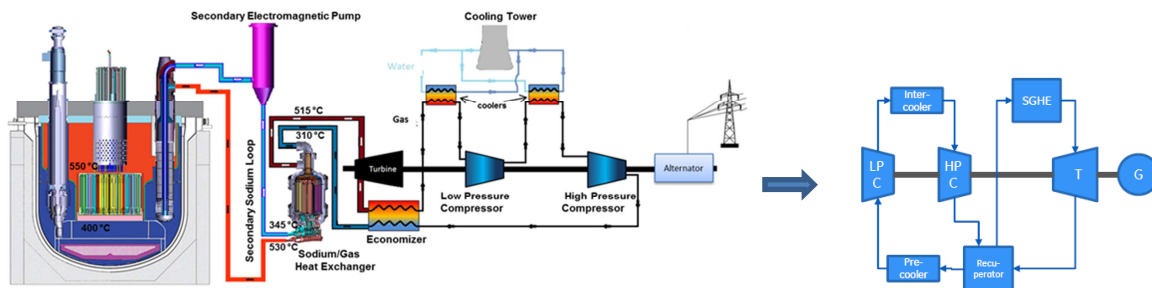 Secondary Electromagnetic Pump
Cooling Tower
Water
coolers
Gas
515 °C
310 °C
550 °C
400°C
Secondary Sodium Loop
345 °C
530 °C
Turbine
Low Pressure
Compressor
High Pressure
Compressor
Alternator
Economizer
Sodium/Gas
Heat Exchanger
Inter-
cooler
SGHE
LP
C
HP
C
T
G
Pre-
cooler
Recu-
perator